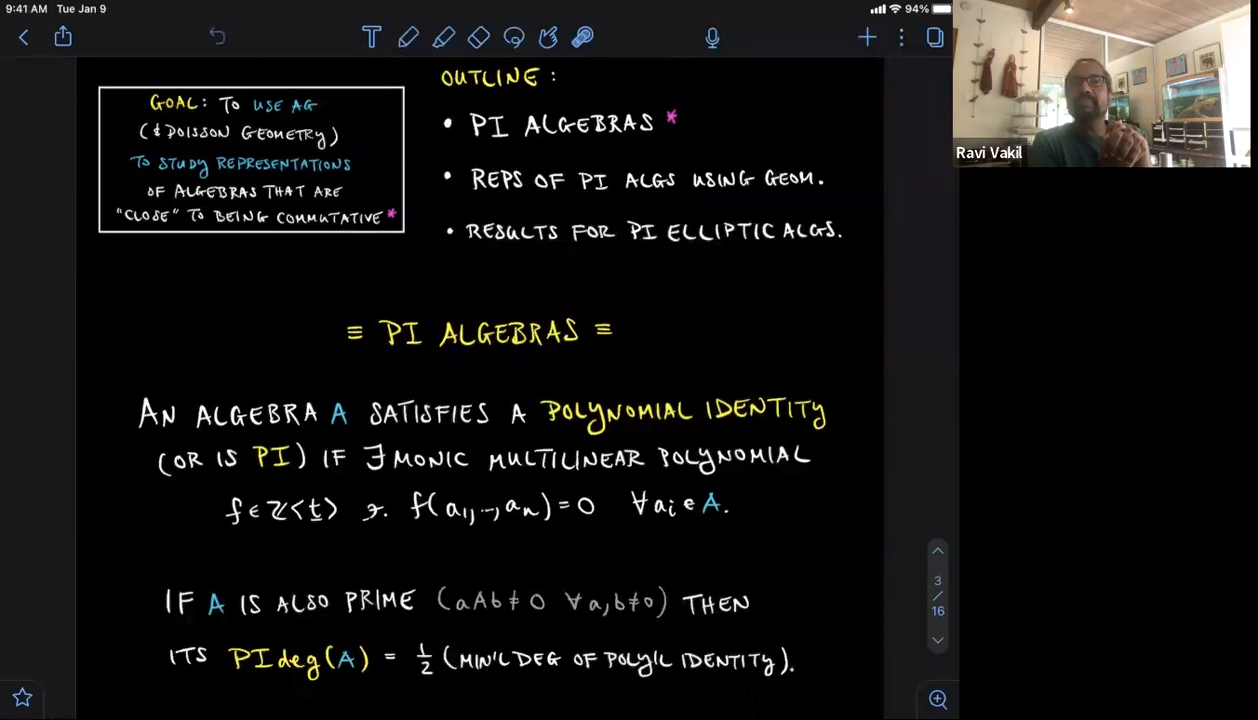 9:41 AM Tue Jan 9
94%
GOAL: TO USE AG
(& POISSON GEOMETRY)
TO STUDY REPRESENTATIONS
OF ALGEBRAS THAT ARE
"CLOSE" TO BEING COMMUTATIVE *
OUTLINE:
• PI ALGEBRAS *
• REPS OF PI ALGS USING GEOM.
• RESULTS FOR PI ELLIPTIC ALGS.
Ravi Vakil
≡ PI ALGEBRAS ≡
AN ALGEBRA A SATISFIES A POLYNOMIAL IDENTITY
(OR IS PI) IF ∃ MONIC MULTILINEAR POLYNOMIAL
f ∈ ℤ<t> ∋. f(a1,..,an)=0 ∀ ai ∈ A.
IF A IS ALSO PRIME (aAb≠0 ∀a,b≠0) THEN
ITS PIdeg(A) = 1/2 (MIN'L DEG OF POLY'L IDENTITY).
3
/
16